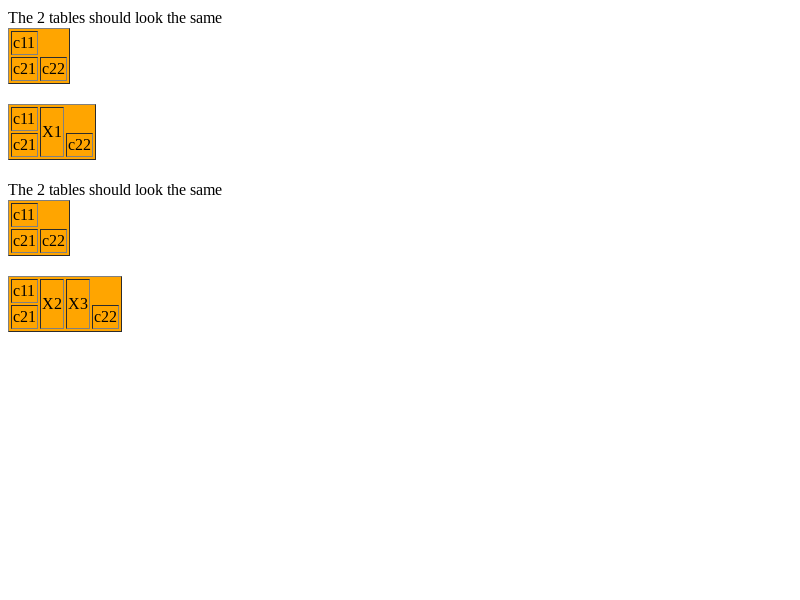 The 2 tables should look the same
c11
c21 c22
c11
X1
c21 c22
The 2 tables should look the same
c11
c21 c22
c11
X2 X3
c21 c22